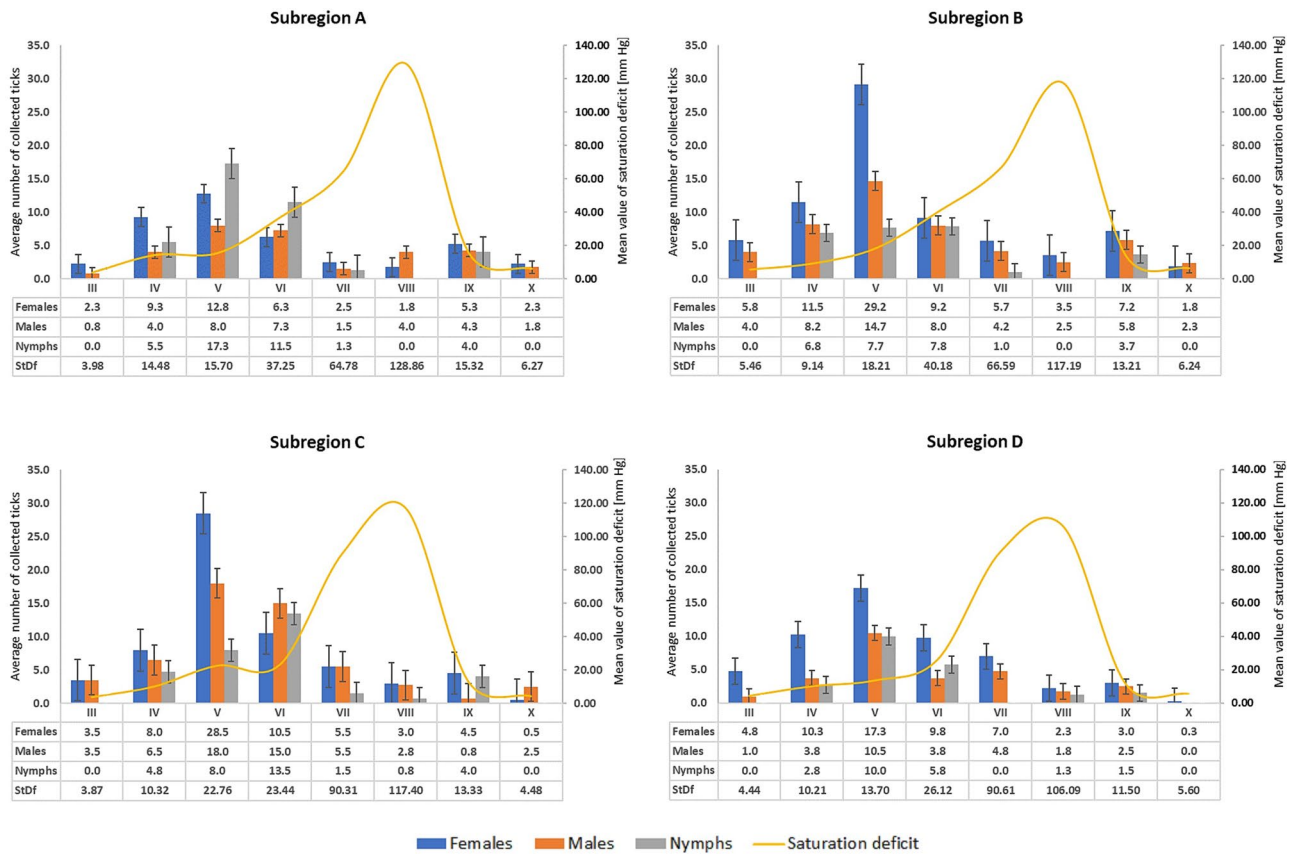 Subregion A
Average number of collected ticks
35.0
30.0
25.0
20.0
15.0
10.0
5.0
0.0
140.00
120.00
100.00
80.00
60.00
40.00
20.00
0.00
Mean value of saturation deficit [mm Hg]
III IV V VI VII VIII IX X
Females 2.3 9.3 12.8 6.3 2.5 1.8 5.3 2.3
Males 0.8 4.0 8.0 7.3 1.5 4.0 4.3 1.8
Nymphs 0.0 5.5 17.3 11.5 1.3 0.0 4.0 0.0
StDf 3.98 14.48 15.70 37.25 64.78 128.86 15.32 6.27
Subregion B
Average number of collected ticks
35.0
30.0
25.0
20.0
15.0
10.0
5.0
0.0
140.00
120.00
100.00
80.00
60.00
40.00
20.00
0.00
Mean value of saturation deficit [mm Hg]
III IV V VI VII VIII IX X
Females 5.8 11.5 29.2 9.2 5.7 3.5 7.2 1.8
Males 4.0 8.2 14.7 8.0 4.2 2.5 5.8 2.3
Nymphs 0.0 6.8 7.7 7.8 1.0 0.0 3.7 0.0
StDf 5.46 9.14 18.21 40.18 66.59 117.19 13.21 6.24
Subregion C
Average number of collected ticks
35.0
30.0
25.0
20.0
15.0
10.0
5.0
0.0
140.00
120.00
100.00
80.00
60.00
40.00
20.00
0.00
Mean value of saturation deficit [mm Hg]
III IV V VI VII VIII IX X
Females 3.5 8.0 28.5 10.5 5.5 3.0 4.5 0.5
Males 3.5 6.5 18.0 15.0 5.5 2.8 0.8 2.5
Nymphs 0.0 4.8 8.0 13.5 1.5 0.8 4.0 0.0
StDf 3.87 10.32 22.76 23.44 90.31 117.40 13.33 4.48
Subregion D
Average number of collected ticks
35.0
30.0
25.0
20.0
15.0
10.0
5.0
0.0
140.00
120.00
100.00
80.00
60.00
40.00
20.00
0.00
Mean value of saturation deficit [mm Hg]
III IV V VI VII VIII IX X
Females 4.8 10.3 17.3 9.8 7.0 2.3 3.0 0.3
Males 1.0 3.8 10.5 3.8 4.8 1.8 2.5 0.0
Nymphs 0.0 2.8 10.0 5.8 0.0 1.3 1.5 0.0
StDf 4.44 10.21 13.70 26.12 90.61 106.09 11.50 5.60
Females Males Nymphs Saturation deficit